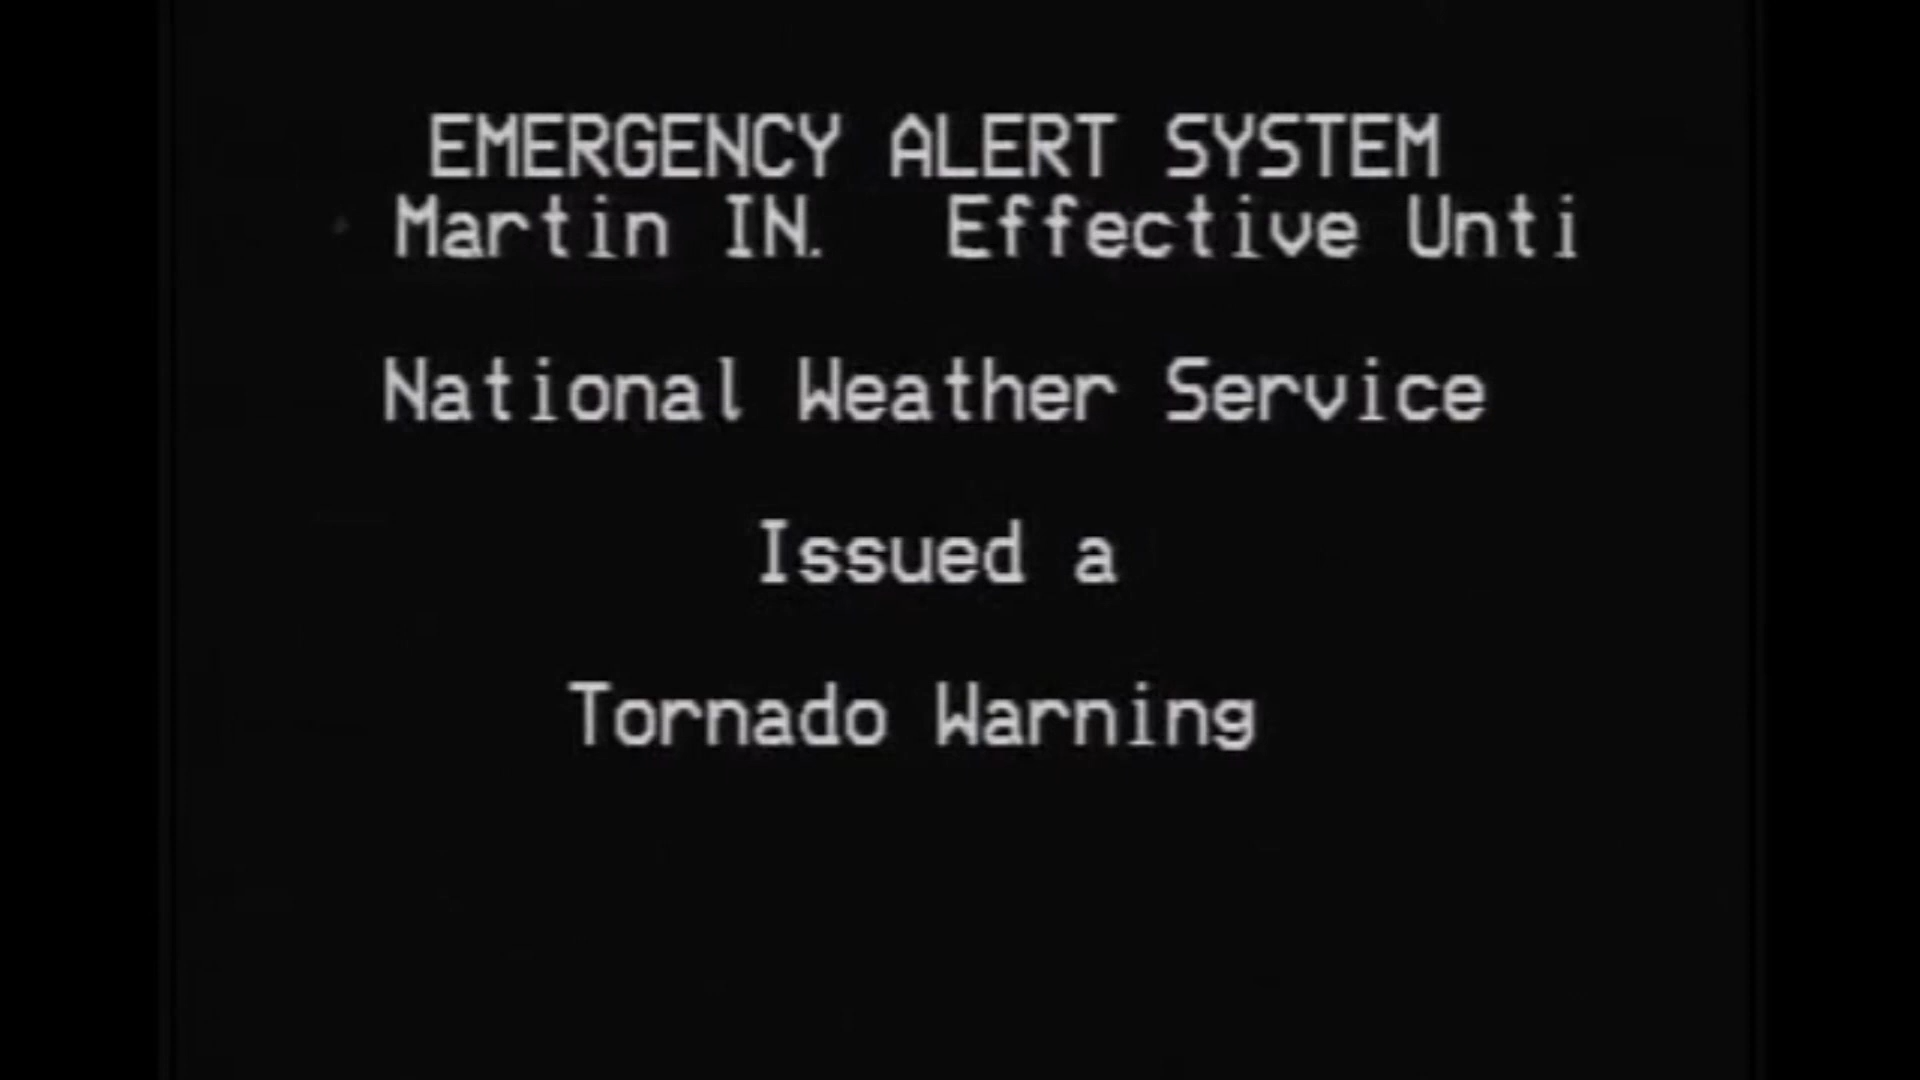 EMERGENCY ALERT SYSTEM
Martin IN.  Effective Unti
National Weather Service
Issued a
Tornado Warning